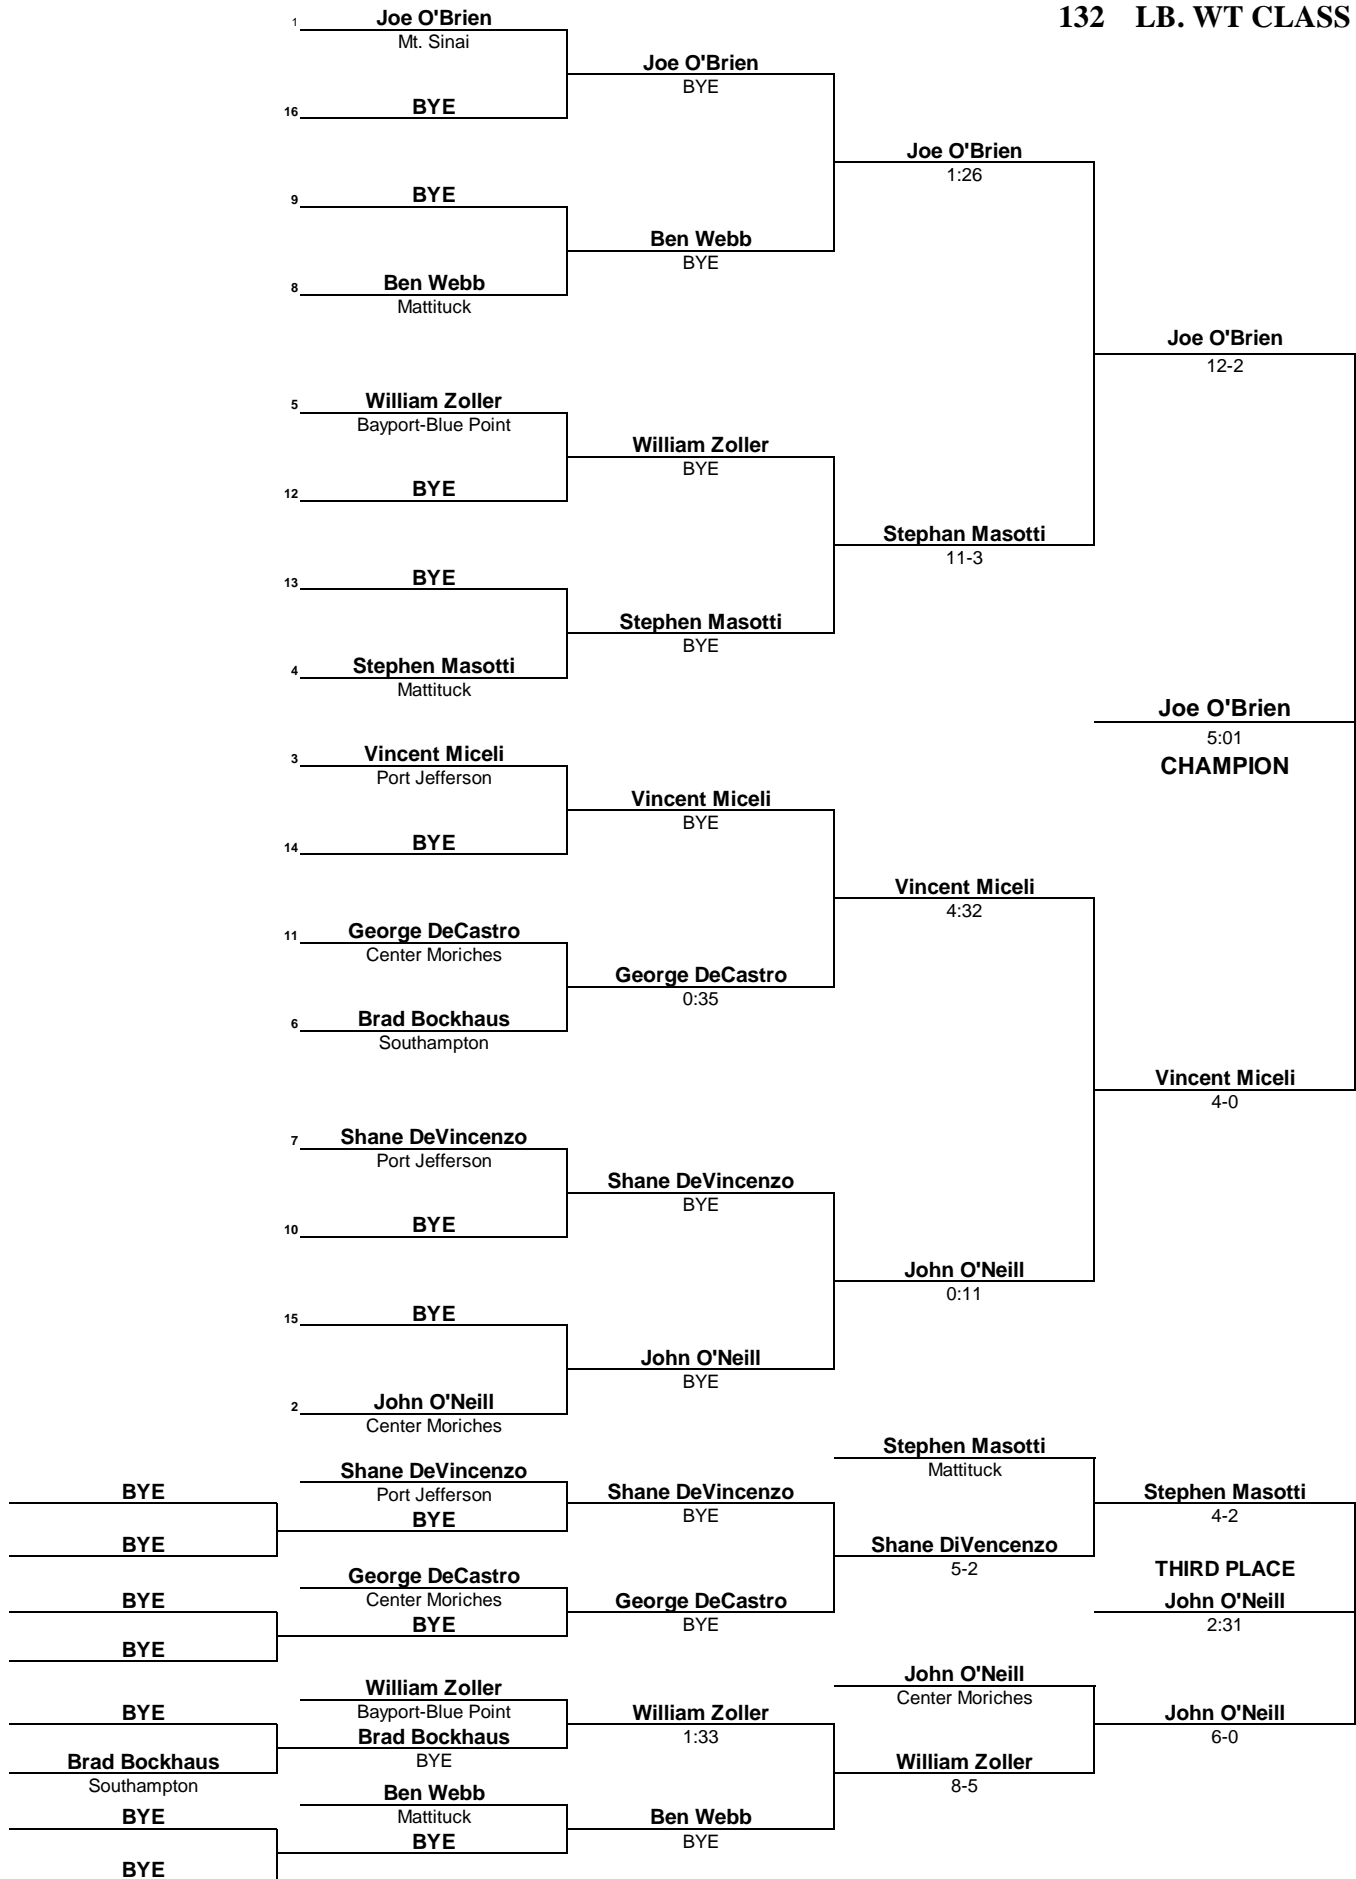 132 LB. WT CLASS
1 Joe O'Brien
Mt. Sinai
Joe O'Brien
BYE
16 BYE
Joe O'Brien
1:26
9 BYE
Ben Webb
BYE
8 Ben Webb
Mattituck
Joe O'Brien
12-2
5 William Zoller
Bayport-Blue Point
William Zoller
BYE
12 BYE
Stephan Masotti
11-3
13 BYE
Stephen Masotti
BYE
4 Stephen Masotti
Mattituck
Joe O'Brien
5:01
CHAMPION
3 Vincent Miceli
Port Jefferson
Vincent Miceli
BYE
14 BYE
Vincent Miceli
4:32
11 George DeCastro
Center Moriches
George DeCastro
0:35
6 Brad Bockhaus
Southampton
Vincent Miceli
4-0
7 Shane DeVincenzo
Port Jefferson
Shane DeVincenzo
BYE
10 BYE
John O'Neill
0:11
15 BYE
John O'Neill
BYE
2 John O'Neill
Center Moriches
Stephen Masotti
Mattituck
Shane DeVincenzo
Port Jefferson
BYE
Shane DeVincenzo
BYE
Stephen Masotti
4-2
BYE
BYE
Shane DiVencenzo
5-2
THIRD PLACE
George DeCastro
Center Moriches
BYE
George DeCastro
BYE
John O'Neill
2:31
BYE
BYE
John O'Neill
Center Moriches
William Zoller
Bayport-Blue Point
BYE
William Zoller
1:33
John O'Neill
6-0
Brad Bockhaus
BYE
Brad Bockhaus
Southampton
William Zoller
8-5
Ben Webb
Mattituck
BYE
Ben Webb
BYE
BYE
BYE